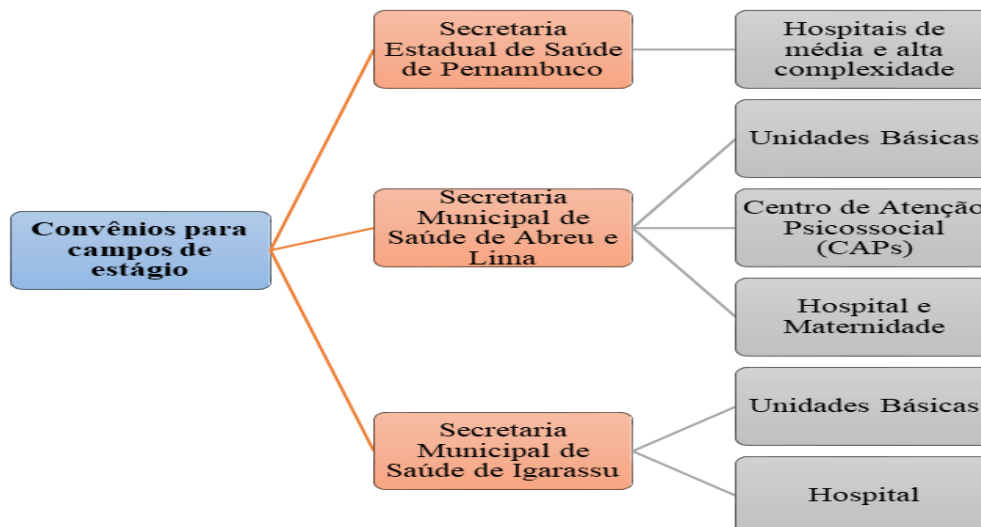 Convênios para
campos de
estágio
Secretaria
Estadual de Saúde
de Pernambuco
Hospitais de
média e alta
complexidade
Secretaria
Municipal de
Saúde de Abreu e
Lima
Unidades Básicas
Centro de Atenção
Psicossocial
(CAPs)
Hospital e
Maternidade
Secretaria
Municipal de
Saúde de Igarassu
Unidades Básicas
Hospital